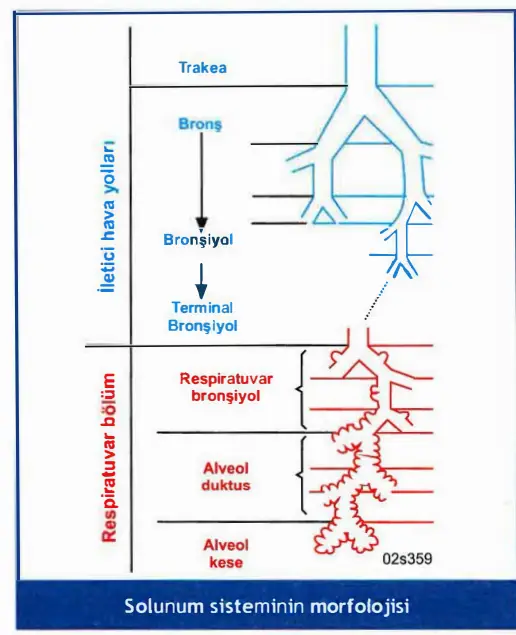 Trakea
Bronş
İletici hava yolları
Bronşiyol
Terminal
Bronşiyol
Respiratuvar bölüm
Respiratuvar
bronşiyol
Alveol
duktus
Alveol
kese
02s359
Solunum sisteminin morfolojisi